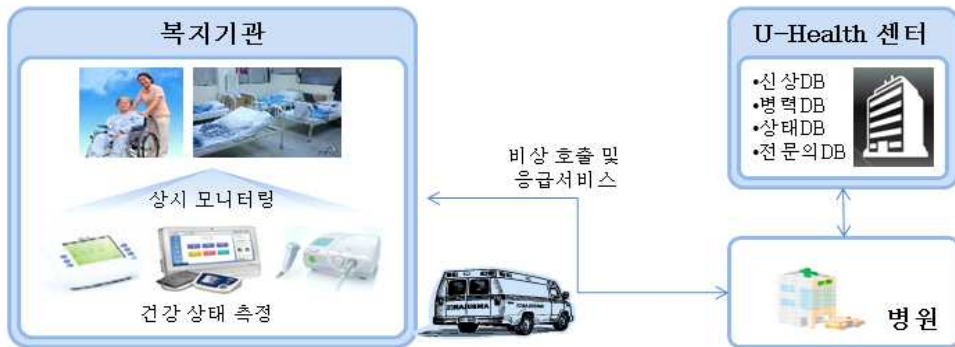 복지기관
상시 모니터링
건강 상태 측정
비상 호출 및
응급서비스
U-Health 센터
•신상DB
•병력DB
•상태DB
•전문의DB
병원